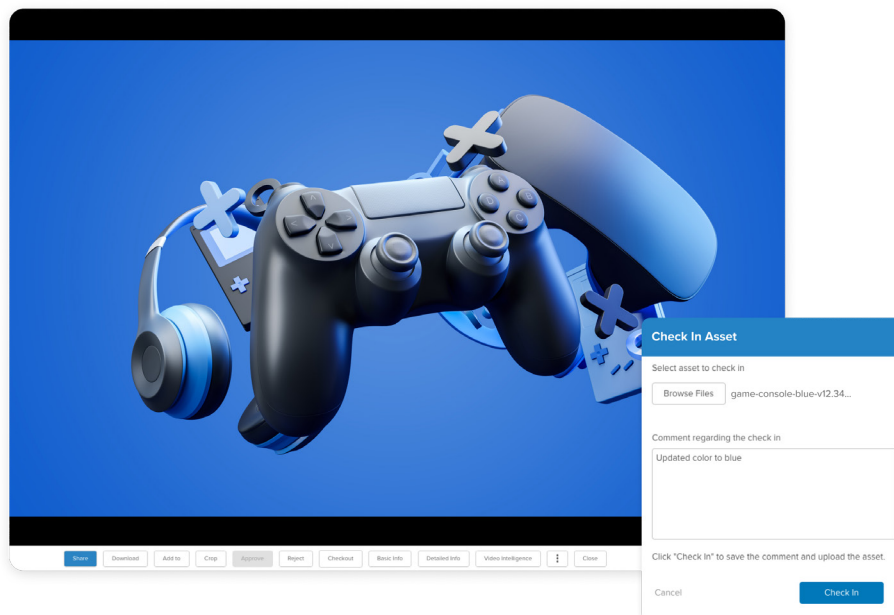 Check In Asset
Select asset to check in
Browse Files game-console-blue-v12.34...
Comment regarding the check in
Updated color to blue
Click "Check In" to save the comment and upload the asset.
Cancel Check In
Share Download Add to Crop Approve Reject Checkout Basic Info Detailed Info Video Intelligence Close